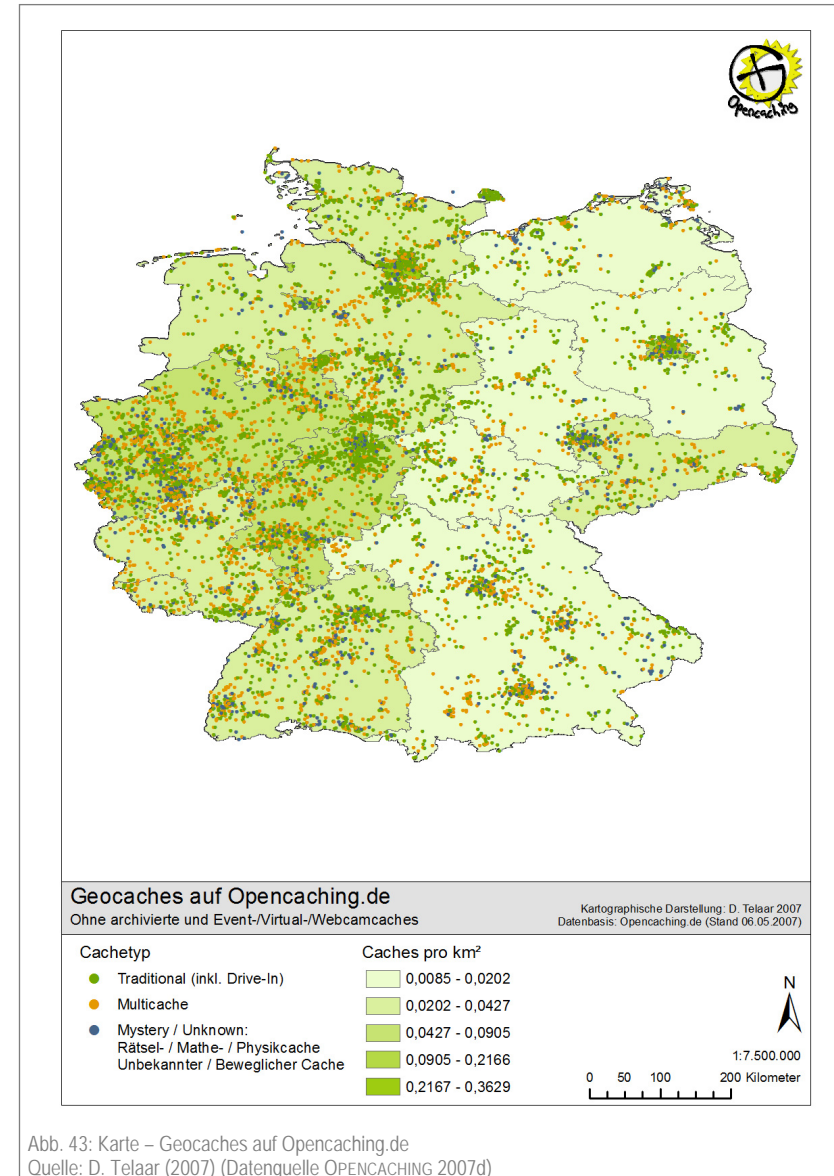 Opencaching
Geocaches auf Opencaching.de
Ohne archivierte und Event-/Virtual-/Webcamcaches
Kartographische Darstellung: D. Telaar 2007
Datenbasis: Opencaching.de (Stand 06.05.2007)
Cachetyp
Traditional (inkl. Drive-In)
Multicache
Mystery / Unknown:
Rätsel- / Mathe- / Physikcache
Unbekannter / Beweglicher Cache
Caches pro km²
0,0085 - 0,0202
0,0202 - 0,0427
0,0427 - 0,0905
0,0905 - 0,2166
0,2167 - 0,3629
N
1:7.500.000
0 50 100 200 Kilometer
Abb. 43: Karte – Geocaches auf Opencaching.de
Quelle: D. Telaar (2007) (Datenquelle OPENCACHING 2007d)